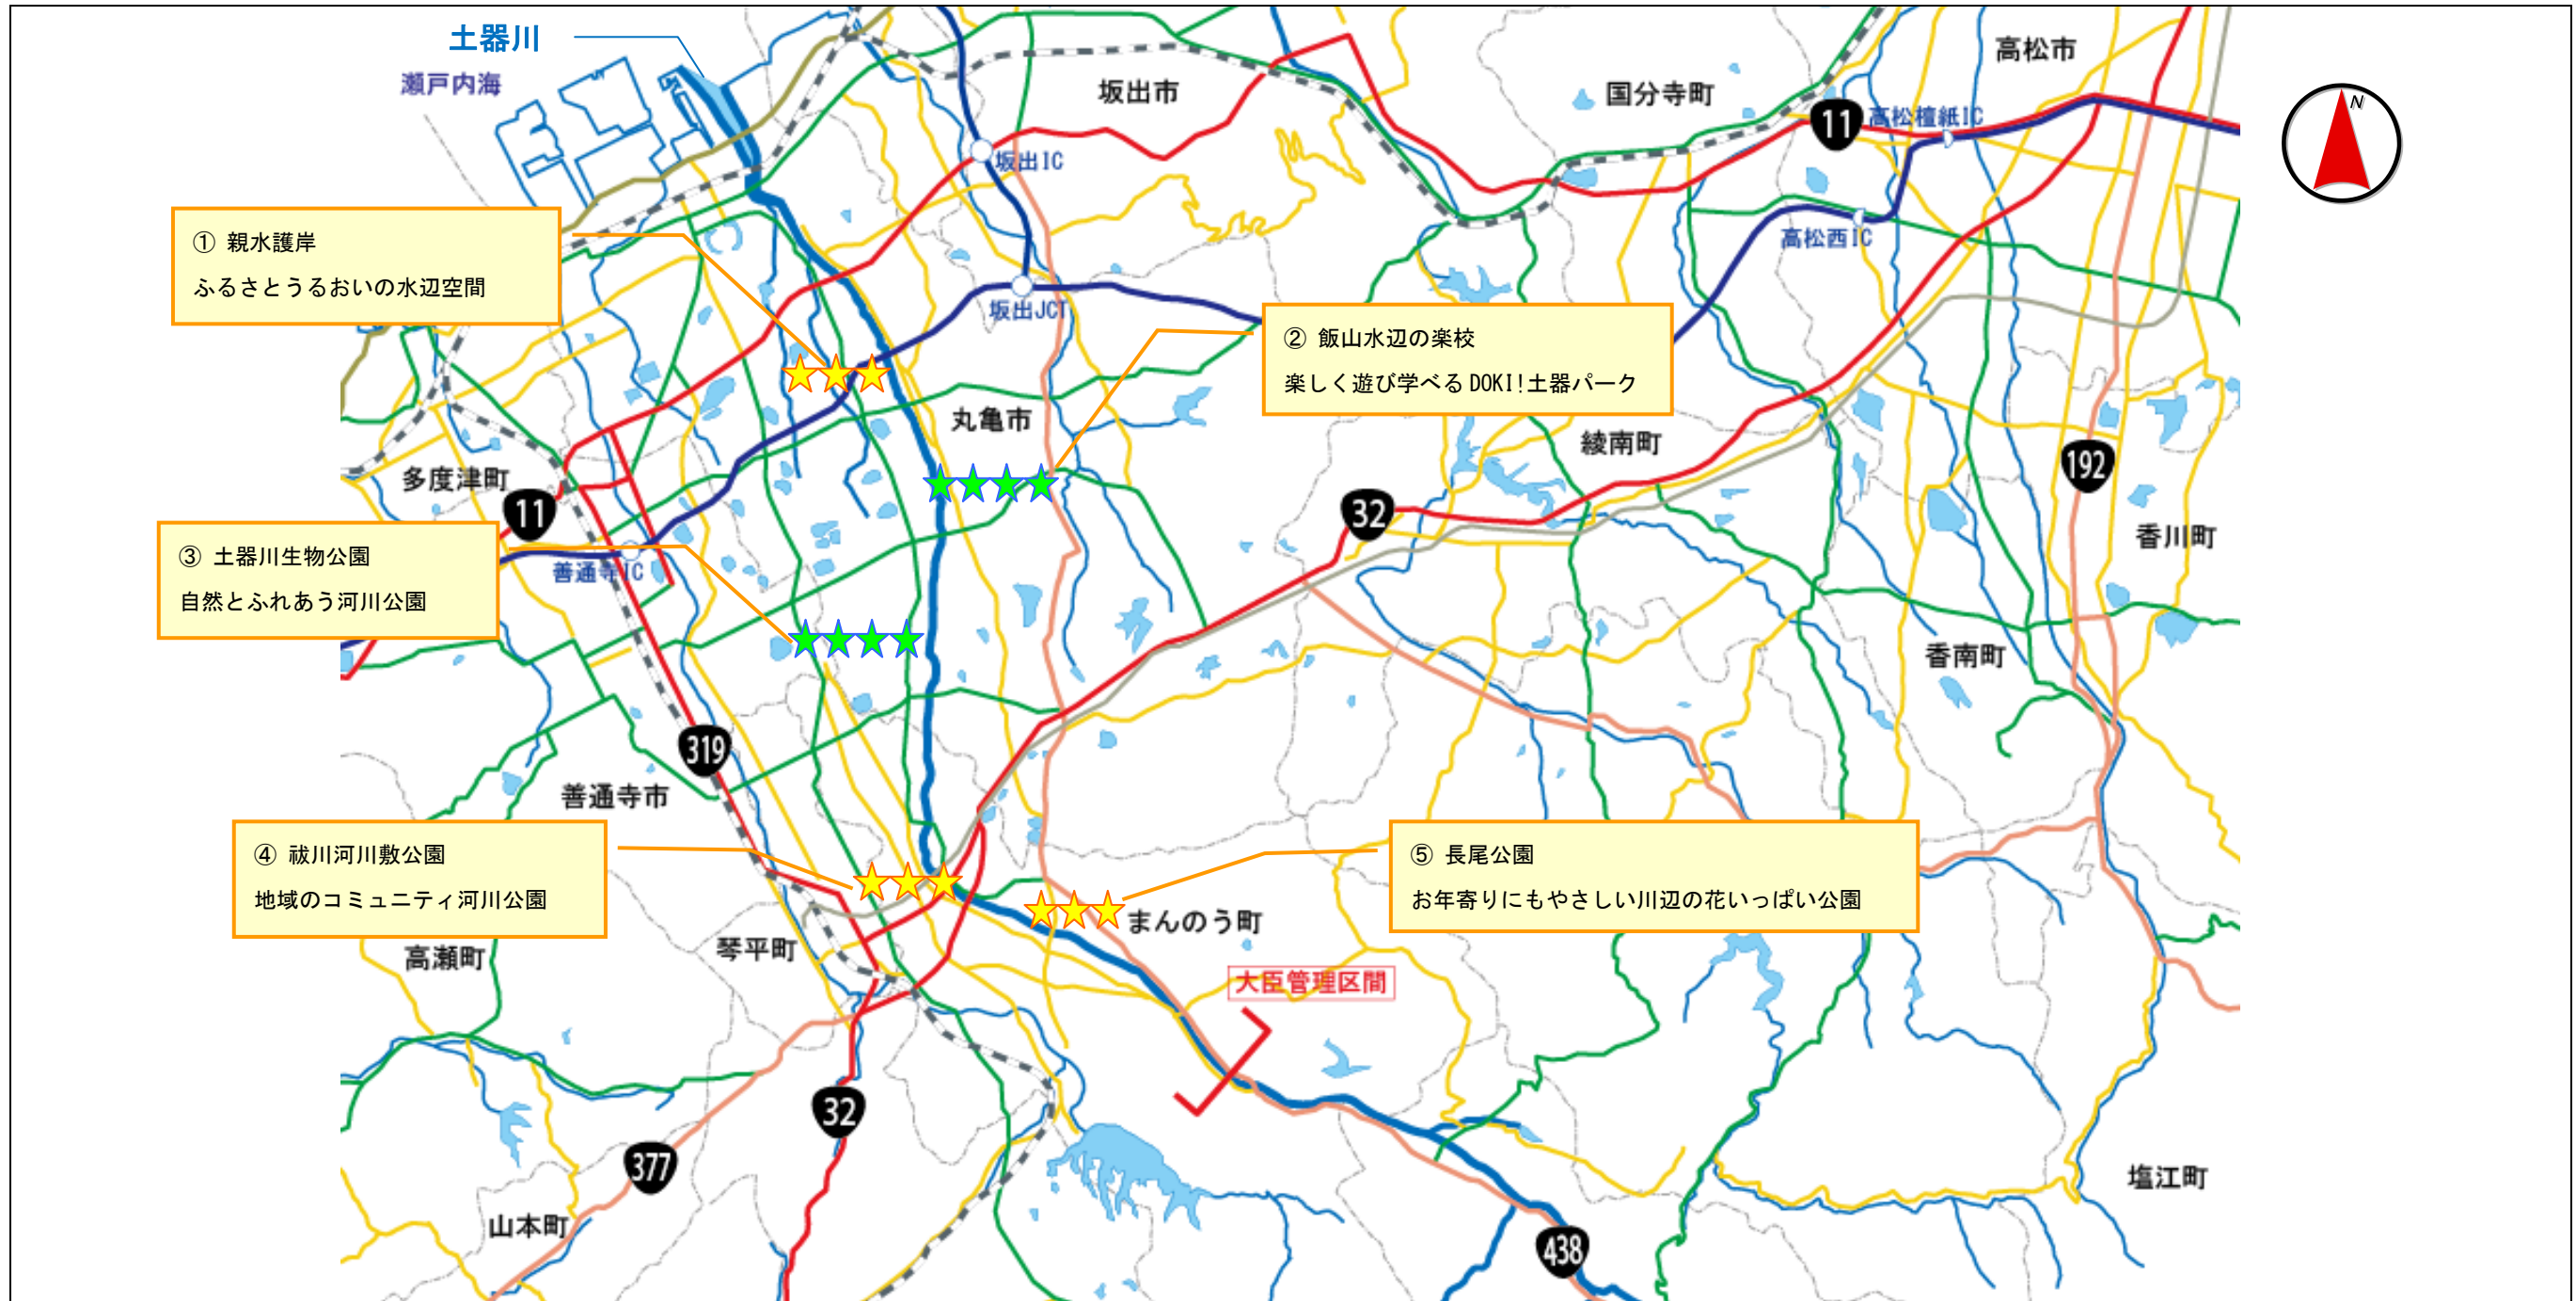 土器川
瀬戸内海
高松市
坂出市
国分寺町
N
11
高松檀紙IC
坂出IC
高松西IC
① 親水護岸
ふるさとうるおいの水辺空間
坂出JCT
② 飯山水辺の楽校
楽しく遊び学べるDOKI!土器パーク
丸亀市
綾南町
多度津町
192
11
32
香川町
③ 土器川生物公園
自然とふれあう河川公園
善通寺IC
香南町
319
善通寺市
④ 祓川河川敷公園
地域のコミュニティ河川公園
⑤ 長尾公園
お年寄りにもやさしい川辺の花いっぱい公園
まんのう町
琴平町
高瀬町
大臣管理区間
32
377
塩江町
山本町
438